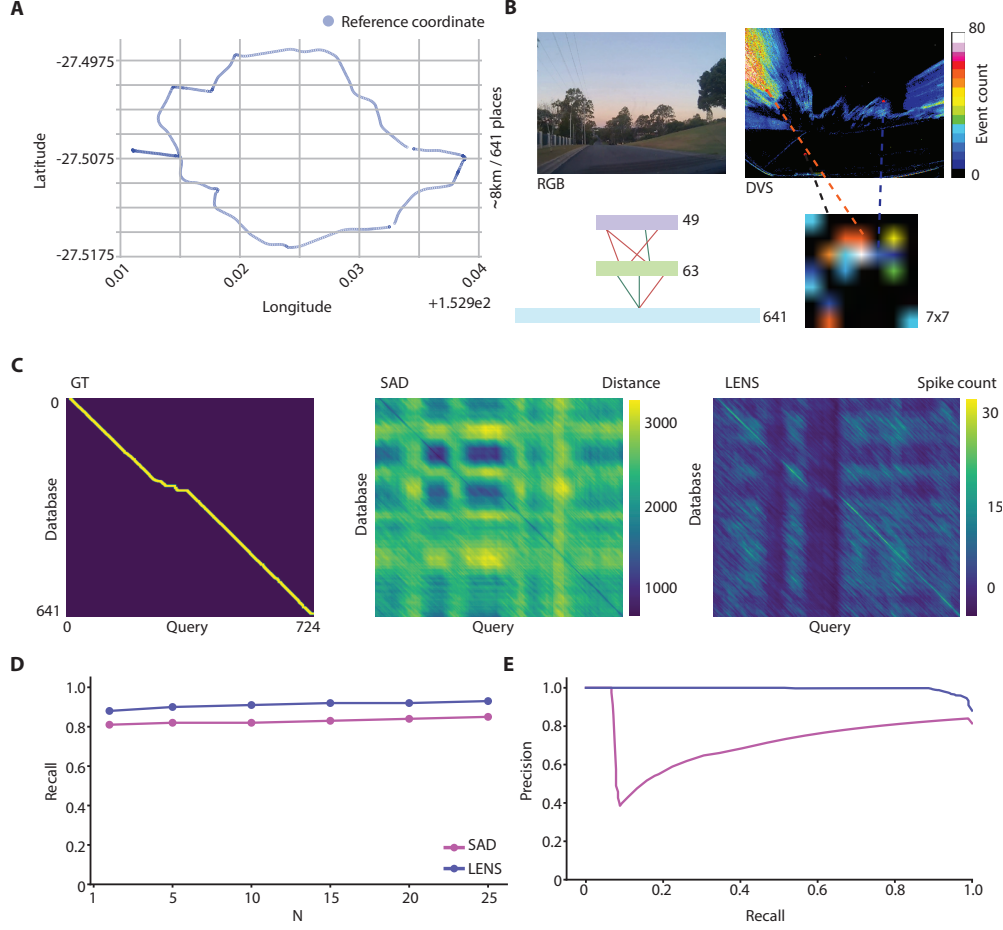 A
Reference coordinate
-27.4975
-27.5075
-27.5175
Latitude
0.01
0.02
0.03
0.04
Longitude
+1.529e2
~8km / 641 places
B
RGB
DVS
80
0
Event count
49
63
641
7x7
C
GT
0
641
Database
0
Query
724
SAD
Distance
Database
Query
3000
2000
1000
LENS
Spike count
Database
Query
30
15
0
D
1.0
0.8
0.6
0.4
0.2
0
Recall
1
5
10
15
20
25
N
SAD
LENS
E
1.0
0.8
0.6
0.4
0.2
0
Precision
0
0.2
0.4
0.6
0.8
1.0
Recall